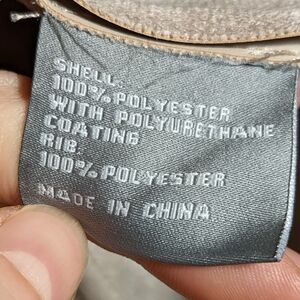 SHELL:
100% POLYESTER
WITH POLYURETHANE
COATING
RIB:
100% POLYESTER
MADE IN CHINA